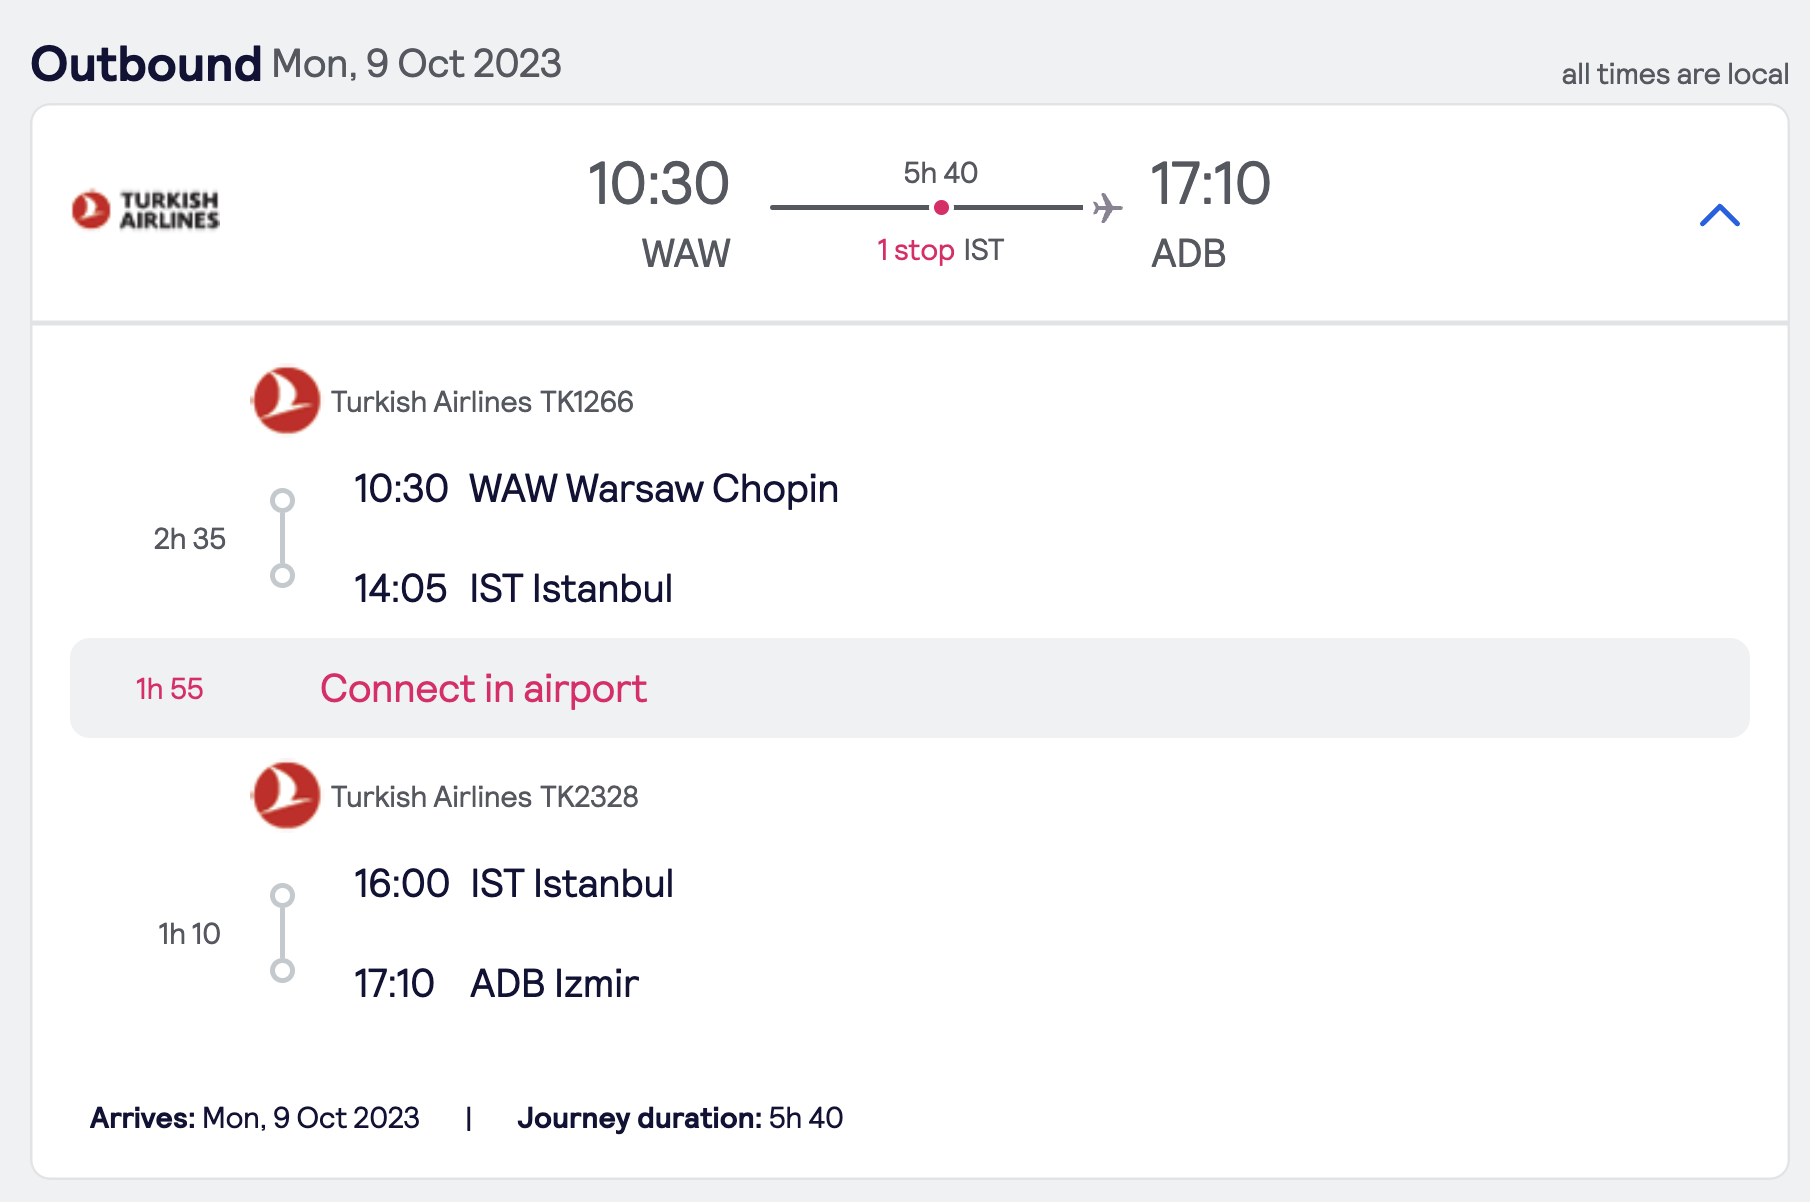 Outbound Mon, 9 Oct 2023
all times are local
TURKISH
AIRLINES
10:30
WAW
5h 40
1 stop IST
17:10
ADB
Turkish Airlines TK1266
10:30 WAW Warsaw Chopin
2h 35
14:05 IST Istanbul
1h 55 Connect in airport
Turkish Airlines TK2328
16:00 IST Istanbul
1h 10
17:10 ADB Izmir
Arrives: Mon, 9 Oct 2023 | Journey duration: 5h 40